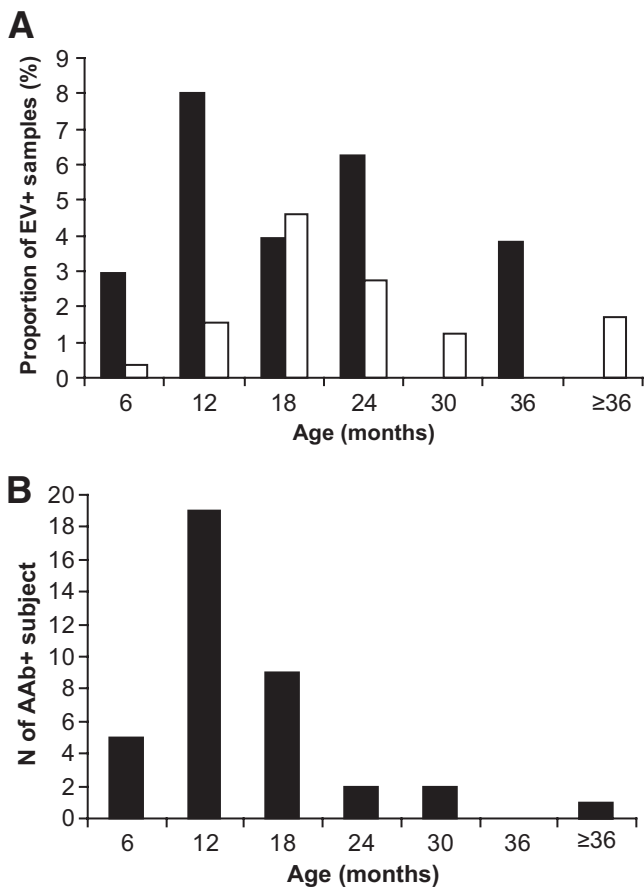 A
Proportion of EV+ samples (%)
9
8
7
6
5
4
3
2
1
0
6 12 18 24 30 36 ≥36
Age (months)
B
N of AAb+ subject
20
18
16
14
12
10
8
6
4
2
0
6 12 18 24 30 36 ≥36
Age (months)